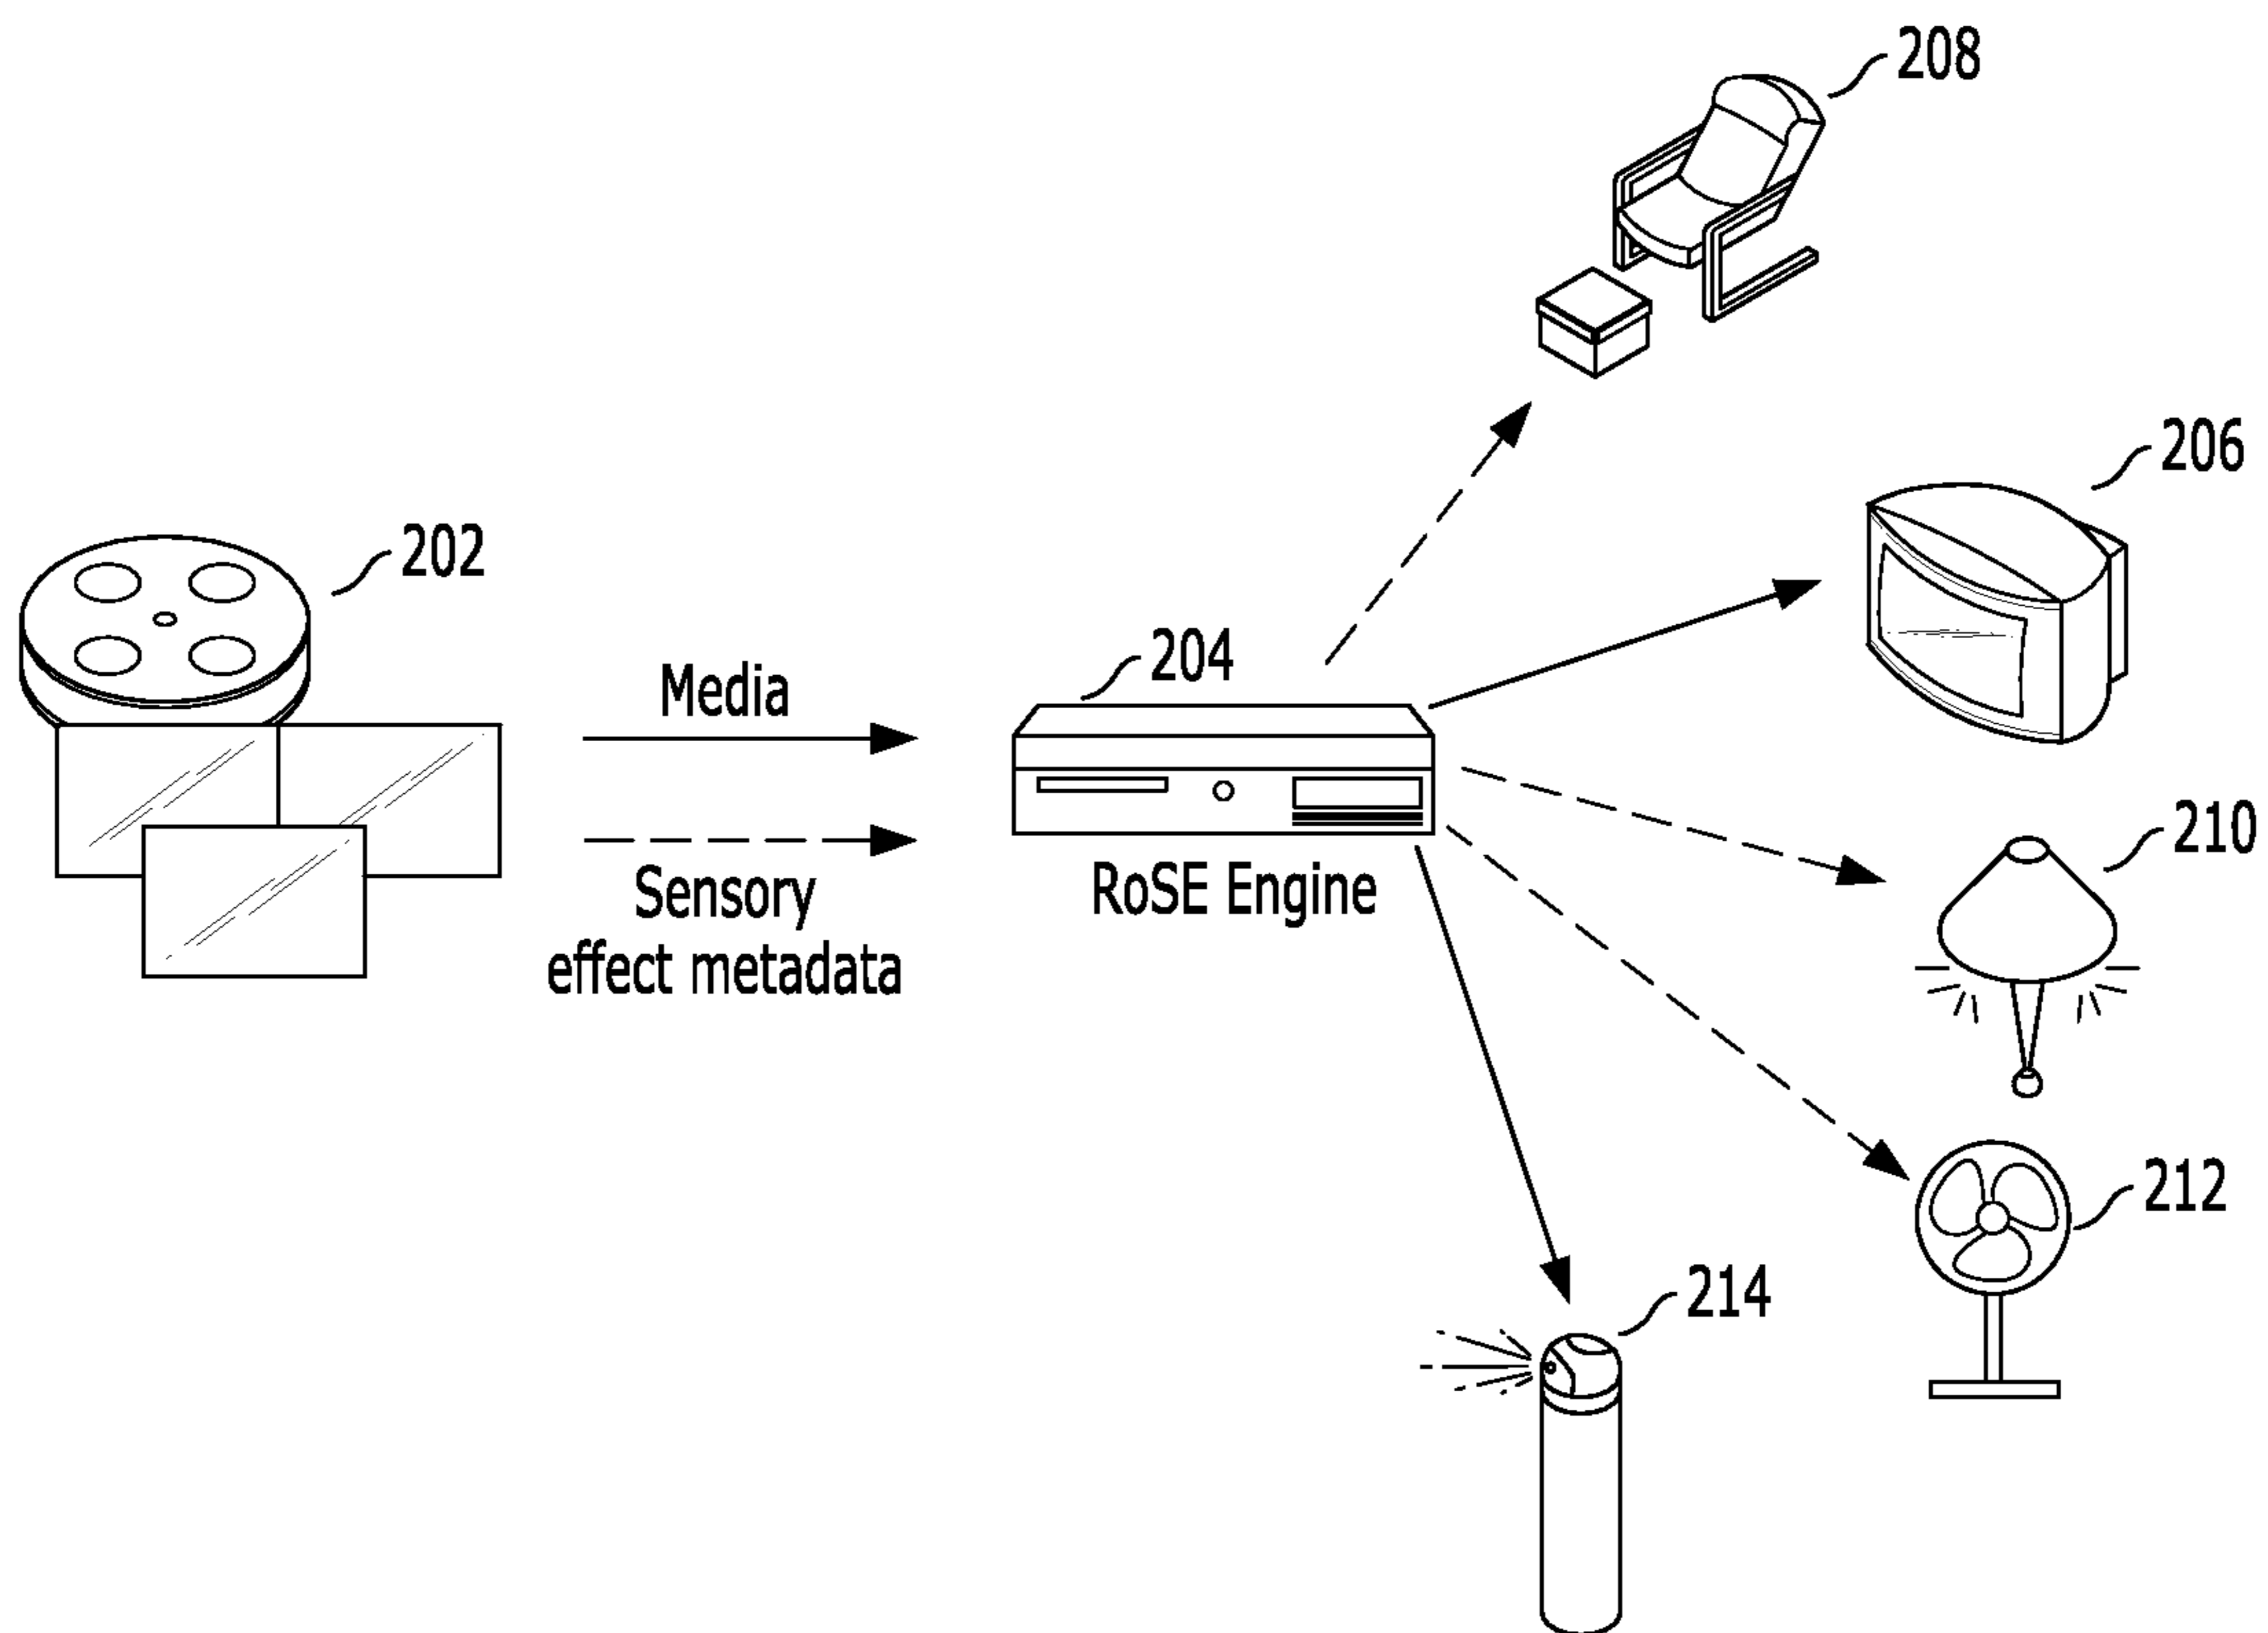 208
206
202
204
Media
210
Sensory
effect metadata
RoSE Engine
212
214